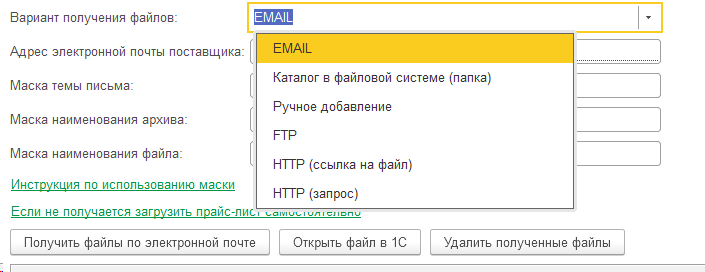 Вариант получения файлов: EMAIL
EMAIL
Адрес электронной почты поставщика:
Каталог в файловой системе (папка)
Маска темы письма:
Ручное добавление
Маска наименования архива:
FTP
Маска наименования файла:
HTTP (ссылка на файл)
Инструкция по использованию маски
HTTP (запрос)
Если не получается загрузить прайс-лист самостоятельно
Получить файлы по электронной почте Открыть файл в 1С Удалить полученные файлы